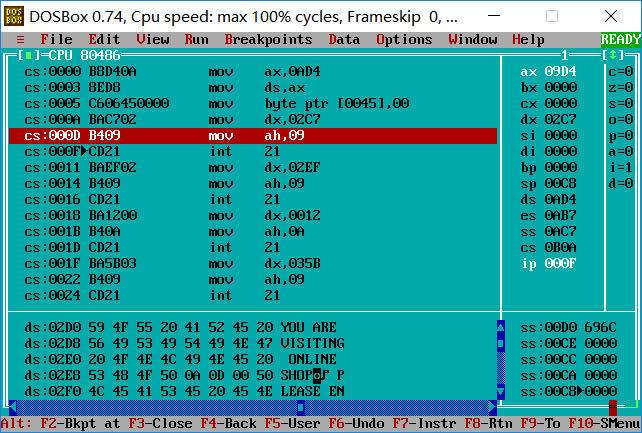 DOSBox 0.74, Cpu speed: max 100% cycles, Frameskip 0, ...
≡ File Edit View Run Breakpoints Data Options Window Help READY
[■]=CPU 80486 1 [↕]
cs:0000 B8D40A mov ax,0AD4 ax 09D4 c=0
cs:0003 8ED8 mov ds,ax bx 0000 z=0
cs:0005 C606450000 mov byte ptr [0045],00 cx 0000 s=0
cs:000A BAC702 mov dx,02C7 dx 02C7 o=0
cs:000D B409 mov ah,09 si 0000 p=0
cs:000F►CD21 int 21 di 0000 a=0
cs:0011 BAEF02 mov dx,02EF bp 0000 i=1
cs:0014 B409 mov ah,09 sp 00C8 d=0
cs:0016 CD21 int 21 ds 0AD4
cs:0018 BA1200 mov dx,0012 es 0AB7
cs:001B B40A mov ah,0A ss 0AC7
cs:001D CD21 int 21 cs 0B0A
cs:001F BA5B03 mov dx,035B ip 000F
cs:0022 B409 mov ah,09
cs:0024 CD21 int 21
ds:02D0 59 4F 55 20 41 52 45 20 YOU ARE ss:00D0 696C
ds:02D8 56 49 53 49 54 49 4E 47 VISITING ss:00CE 0000
ds:02E0 20 4F 4E 4C 49 4E 45 20 ONLINE ss:00CC 0000
ds:02E8 53 48 4F 50 0A 0D 00 50 SHOP◙♪ P ss:00CA 0000
ds:02F0 4C 45 41 53 45 20 45 4E LEASE EN ss:00C8►0000
Alt: F2-Bkpt at F3-Close F4-Back F5-User F6-Undo F7-Instr F8-Rtn F9-To F10-SMenu